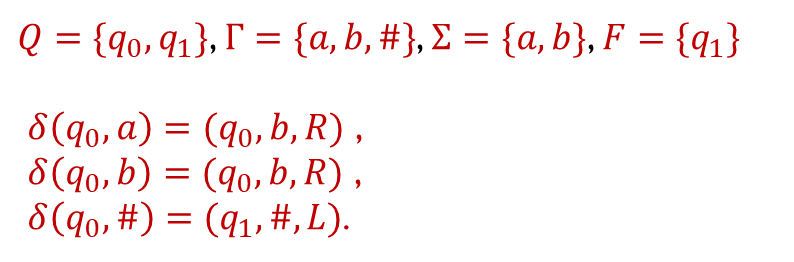 Q = {q₀, q₁}, Γ = {a, b, #}, Σ = {a, b}, F = {q₁}
δ(q₀, a) = (q₀, b, R) ,
δ(q₀, b) = (q₀, b, R) ,
δ(q₀, #) = (q₁, #, L).